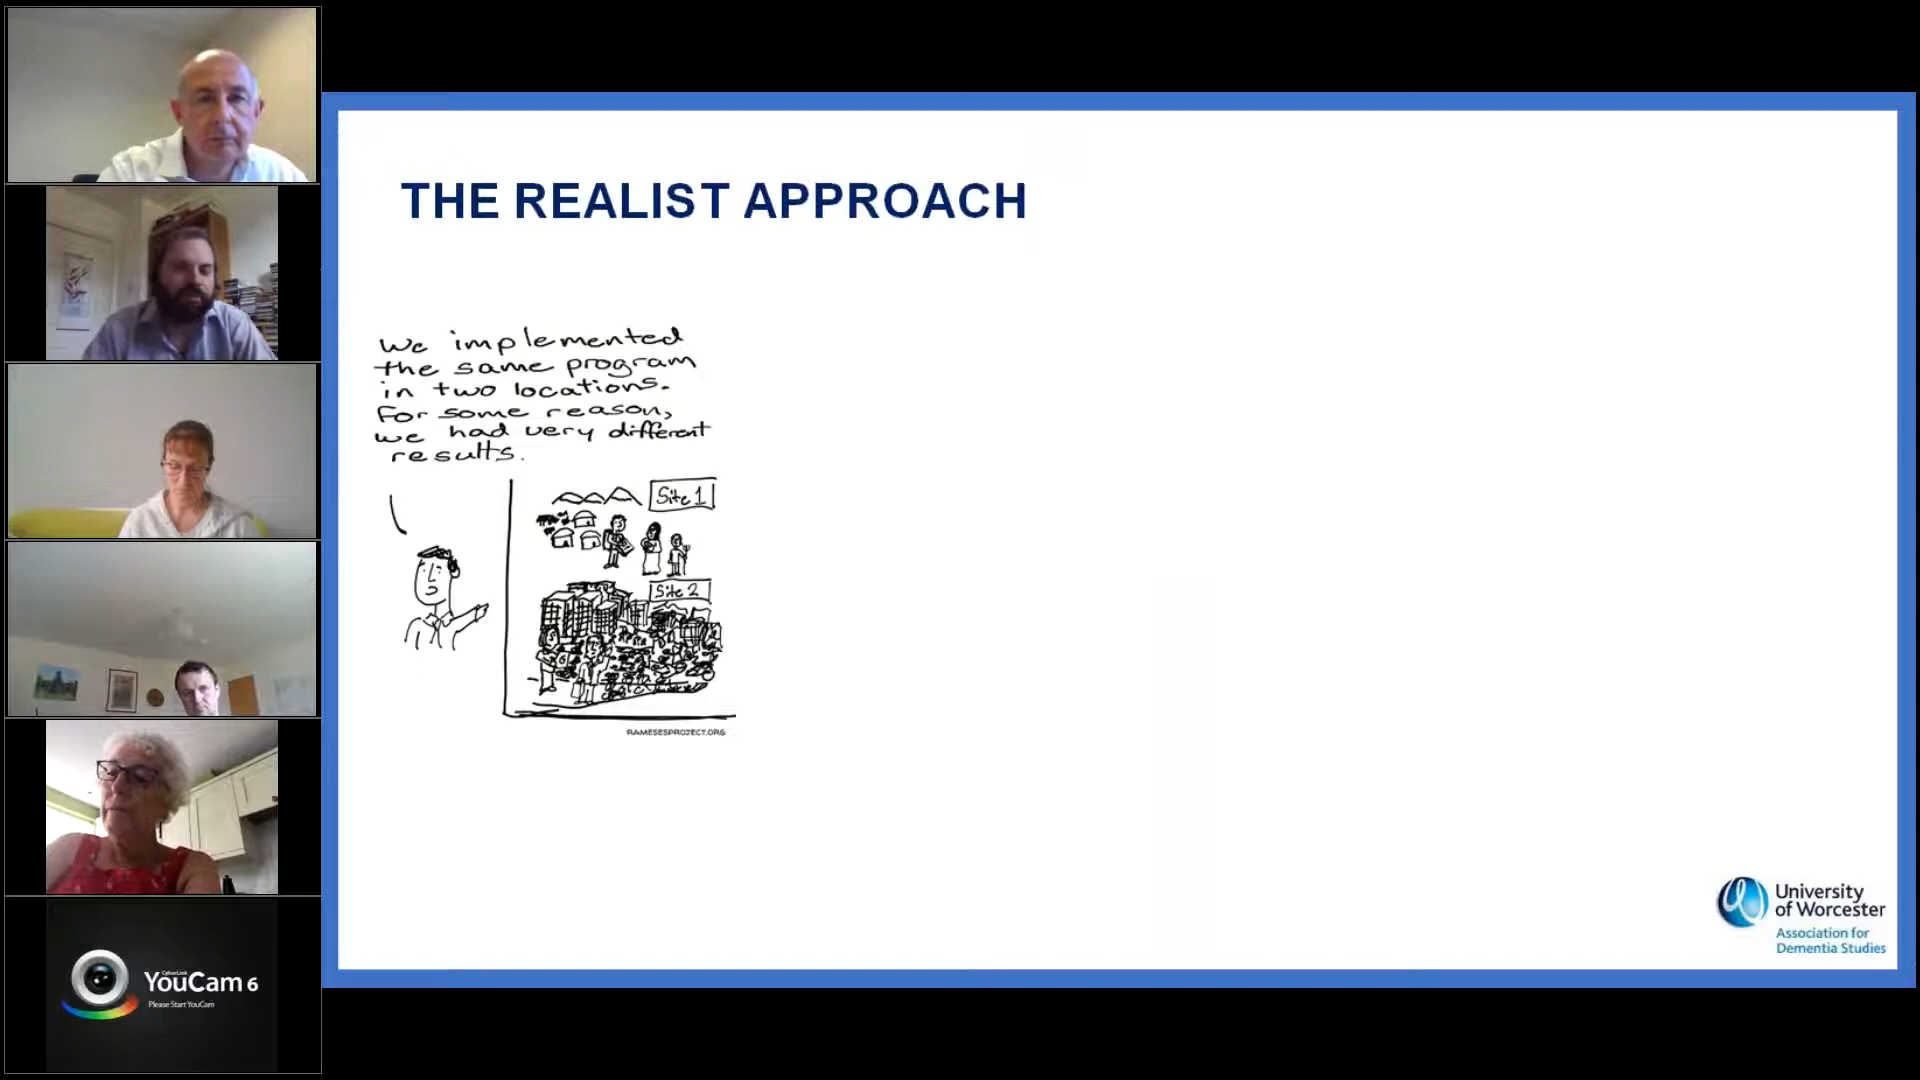 THE REALIST APPROACH
We implemented
the same program
in two locations.
For some reason,
we had very different
results.
Site 1
Site 2
RAMESESPROJECT.ORG
University
of Worcester
Association for
Dementia Studies
CyberLink
YouCam 6
Please Start YouCam